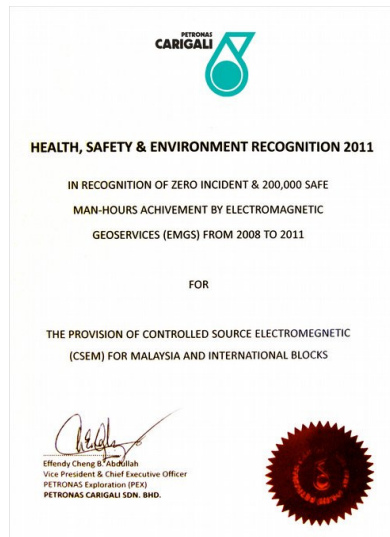 PETRONAS
CARIGALI
HEALTH, SAFETY & ENVIRONMENT RECOGNITION 2011
IN RECOGNITION OF ZERO INCIDENT & 200,000 SAFE
MAN-HOURS ACHIVEMENT BY ELECTROMAGNETIC
GEOSERVICES (EMGS) FROM 2008 TO 2011
FOR
THE PROVISION OF CONTROLLED SOURCE ELECTROMEGNETIC
(CSEM) FOR MALAYSIA AND INTERNATIONAL BLOCKS
Effendy Cheng B. Abdullah
Vice President & Chief Executive Officer
PETRONAS Exploration (PEX)
PETRONAS CARIGALI SDN. BHD.